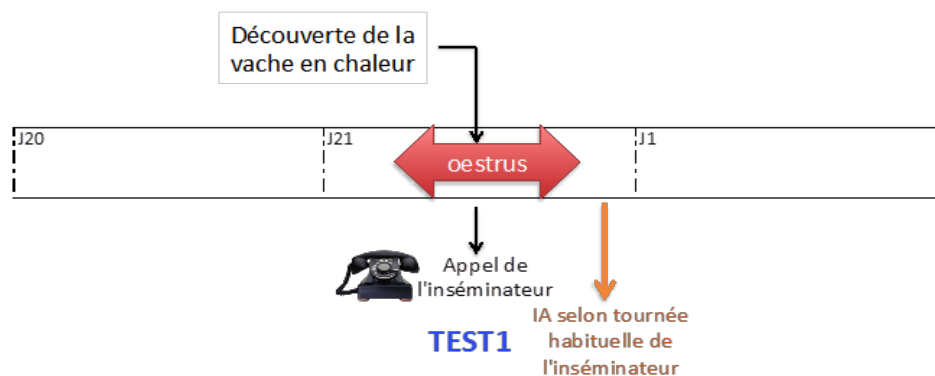 Découverte de la
vache en chaleur
J20
J21
J1
oestrus
Appel de
l'inséminateur
TEST1
IA selon tournée
habituelle de
l'inséminateur